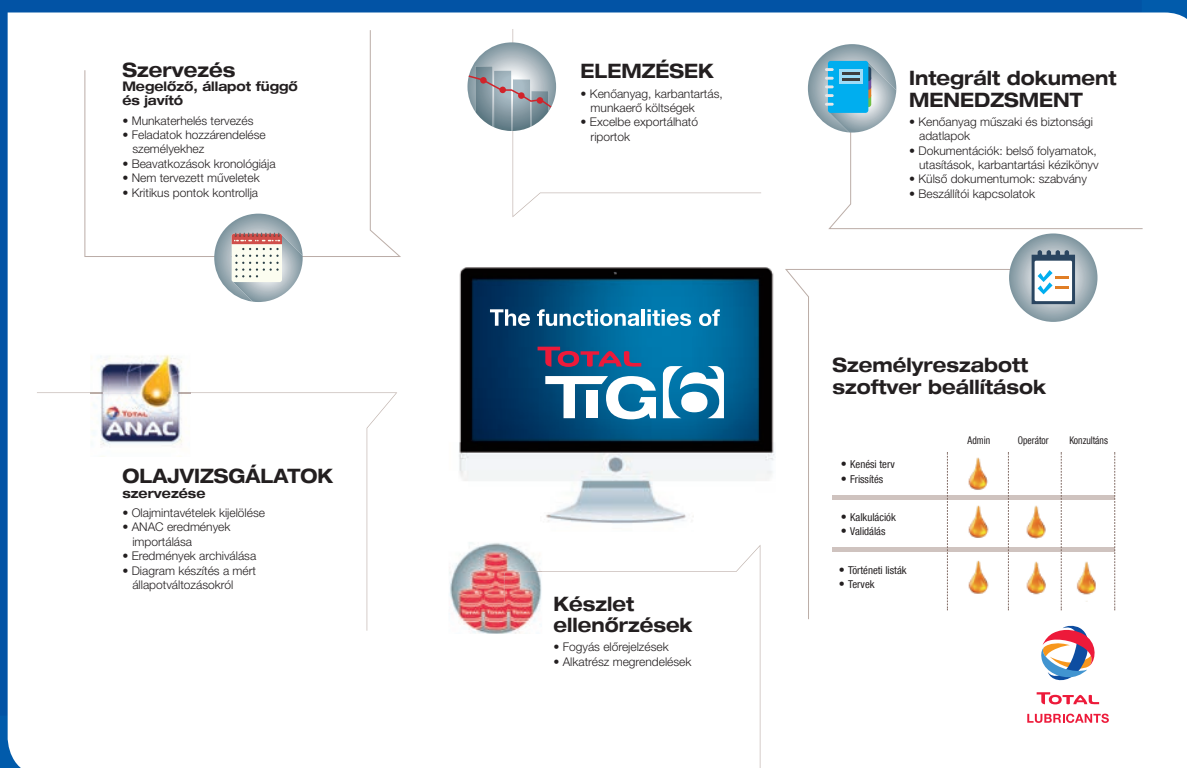 Szervezés
Megelőző, állapot függő
és javító
• Munkaterhelés tervezés
• Feladatok hozzárendelése
személyekhez
• Beavatkozások kronológiája
• Nem tervezett műveletek
• Kritikus pontok kontrollja
ELEMZÉSEK
• Kenőanyag, karbantartás,
munkaerő költségek
• Excelbe exportálható
riportok
Integrált dokument
MENEDZSMENT
• Kenőanyag műszaki és biztonsági
adatlapok
• Dokumentációk: belső folyamatok,
utasítások, karbantartási kézikönyv
• Külső dokumentumok: szabvány
• Beszállítói kapcsolatok
The functionalities of
TOTAL
TIG6
TOTAL
ANAC
OLAJVIZSGÁLATOK
szervezése
• Olajmintavételek kijelölése
• ANAC eredmények
importálása
• Eredmények archiválása
• Diagram készítés a mért
állapotváltozásokról
Készlet
ellenőrzések
• Fogyás előrejelzések
• Alkatrész megrendelések
Személyreszabott
szoftver beállítások
Admin Operátor Konzultáns
• Kenési terv
• Frissítés
• Kalkulációk
• Validálás
• Történeti listák
• Tervek
TOTAL
LUBRICANTS